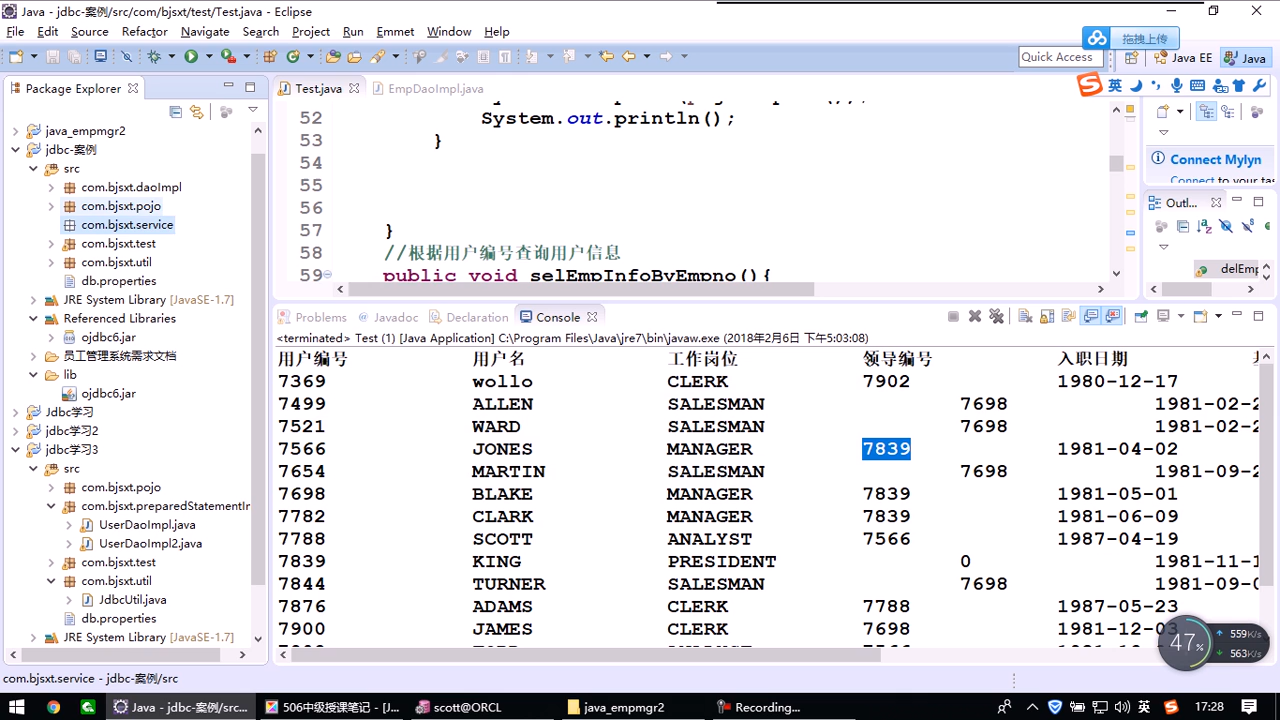 Java - jdbc-案例/src/com/bjsxt/test/Test.java - Eclipse
File Edit Source Refactor Navigate Search Project Run Emmet Window Help
拖拽上传
Quick Access Java EE Java
英
Package Explorer
Test.java EmpDaoImpl.java
java_empmgr2
jdbc-案例
src
com.bjsxt.daoImpl
com.bjsxt.pojo
com.bjsxt.service
com.bjsxt.test
com.bjsxt.util
db.properties
JRE System Library [JavaSE-1.7]
Referenced Libraries
ojdbc6.jar
员工管理系统需求文档
lib
ojdbc6.jar
Jdbc学习
jdbc学习2
jdbc学习3
src
com.bjsxt.pojo
com.bjsxt.preparedStatementIm
UserDaoImpl.java
UserDaoImpl2.java
com.bjsxt.test
com.bjsxt.util
JdbcUtil.java
db.properties
JRE System Library [JavaSE-1.7]
52 System.out.println();
53 }
54
55
56
57 }
58 //根据用户编号查询用户信息
59 public void selEmpInfoByEmpno(){
Connect Mylyn
Connect to your tas
Outl...
delEmp
Problems Javadoc Declaration Console
<terminated> Test (1) [Java Application] C:\Program Files\Java\jre7\bin\javaw.exe (2018年2月6日 下午5:03:08)
用户编号 用户名 工作岗位 领导编号 入职日期
7369 wollo CLERK 7902 1980-12-17
7499 ALLEN SALESMAN 7698 1981-02-2
7521 WARD SALESMAN 7698 1981-02-2
7566 JONES MANAGER 7839 1981-04-02
7654 MARTIN SALESMAN 7698 1981-09-2
7698 BLAKE MANAGER 7839 1981-05-01
7782 CLARK MANAGER 7839 1981-06-09
7788 SCOTT ANALYST 7566 1987-04-19
7839 KING PRESIDENT 0 1981-11-1
7844 TURNER SALESMAN 7698 1981-09-0
7876 ADAMS CLERK 7788 1987-05-23
7900 JAMES CLERK 7698 1981-12-03
47% 559K/s
563K/s
com.bjsxt.service - jdbc-案例/src
Java - jdbc-案例/src... 506中级授课笔记 - [J... scott@ORCL java_empmgr2 Recording... 英 17:28